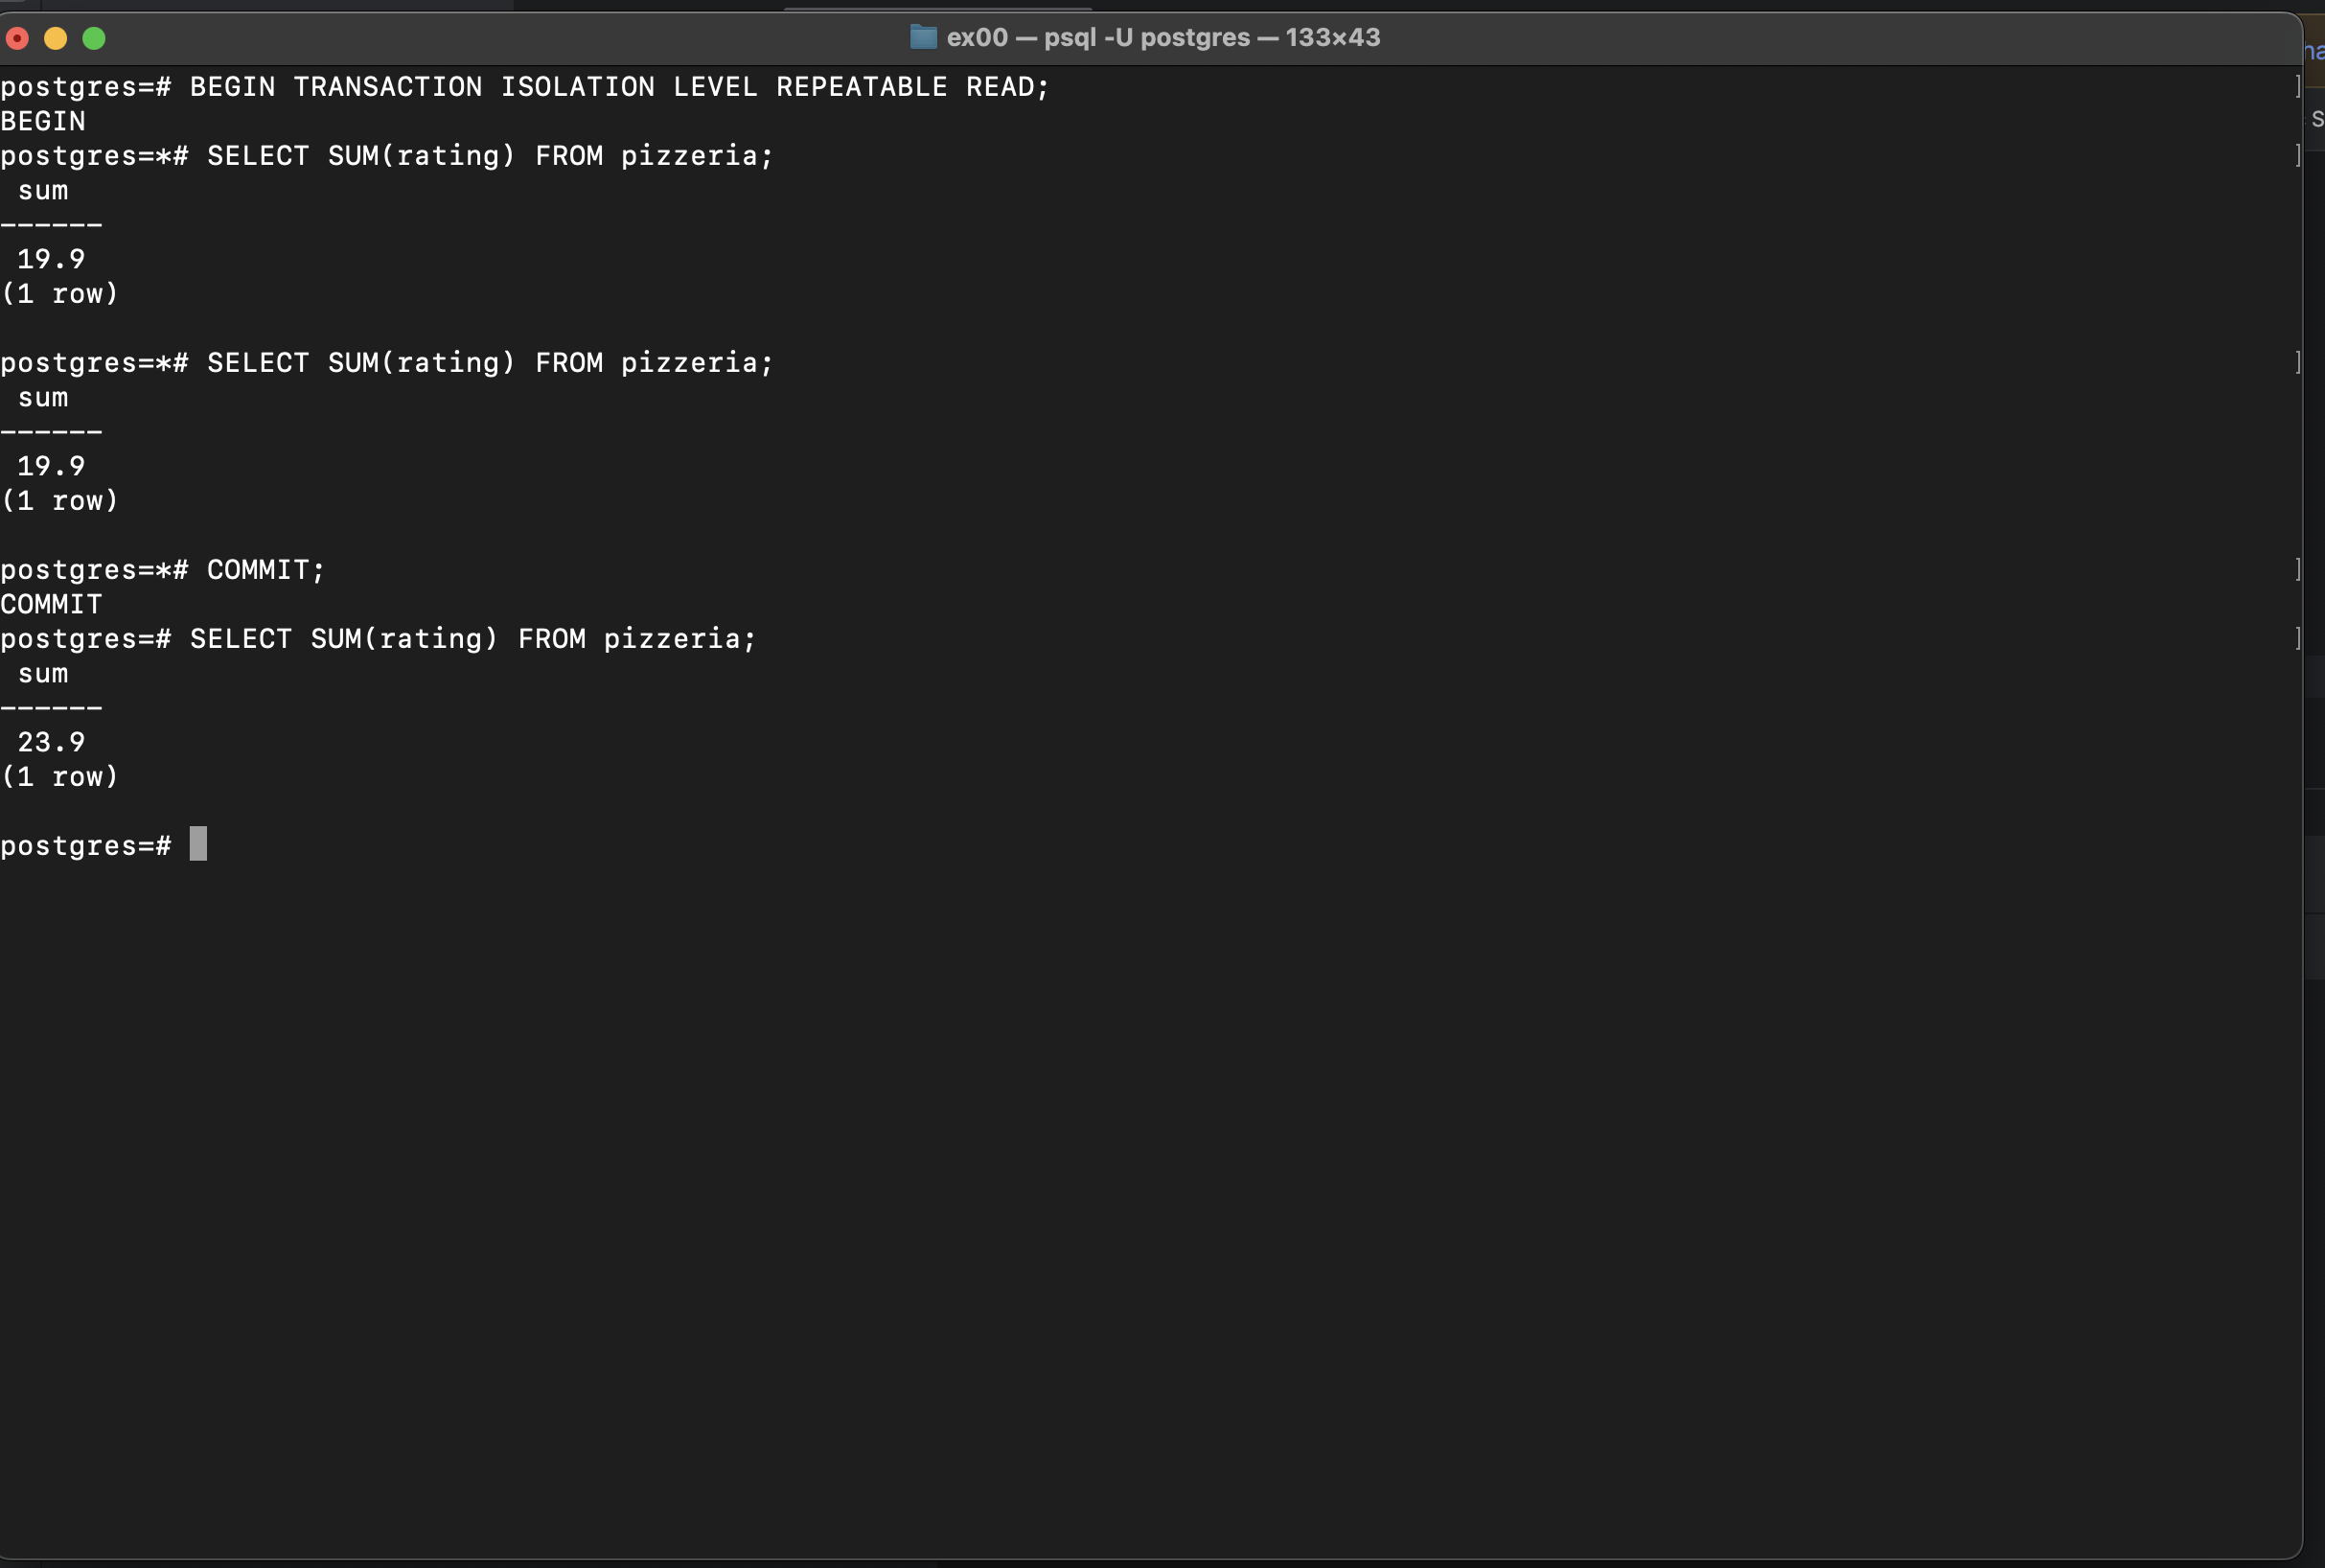 ex00 — psql -U postgres — 133×43
postgres=# BEGIN TRANSACTION ISOLATION LEVEL REPEATABLE READ;
BEGIN
postgres=*# SELECT SUM(rating) FROM pizzeria;
 sum
------
 19.9
(1 row)

postgres=*# SELECT SUM(rating) FROM pizzeria;
 sum
------
 19.9
(1 row)

postgres=*# COMMIT;
COMMIT
postgres=# SELECT SUM(rating) FROM pizzeria;
 sum
------
 23.9
(1 row)

postgres=#